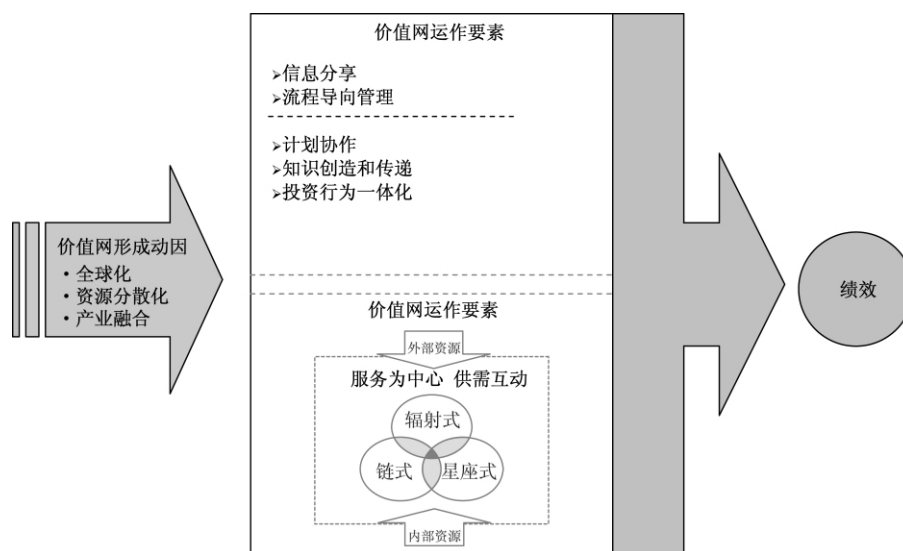 价值网运作要素
➢信息分享
➢流程导向管理
➢计划协作
➢知识创造和传递
➢投资行为一体化
价值网形成动因
• 全球化
• 资源分散化
• 产业融合
价值网运作要素
外部资源
服务为中心 供需互动
辐射式
链式
星座式
内部资源
绩效